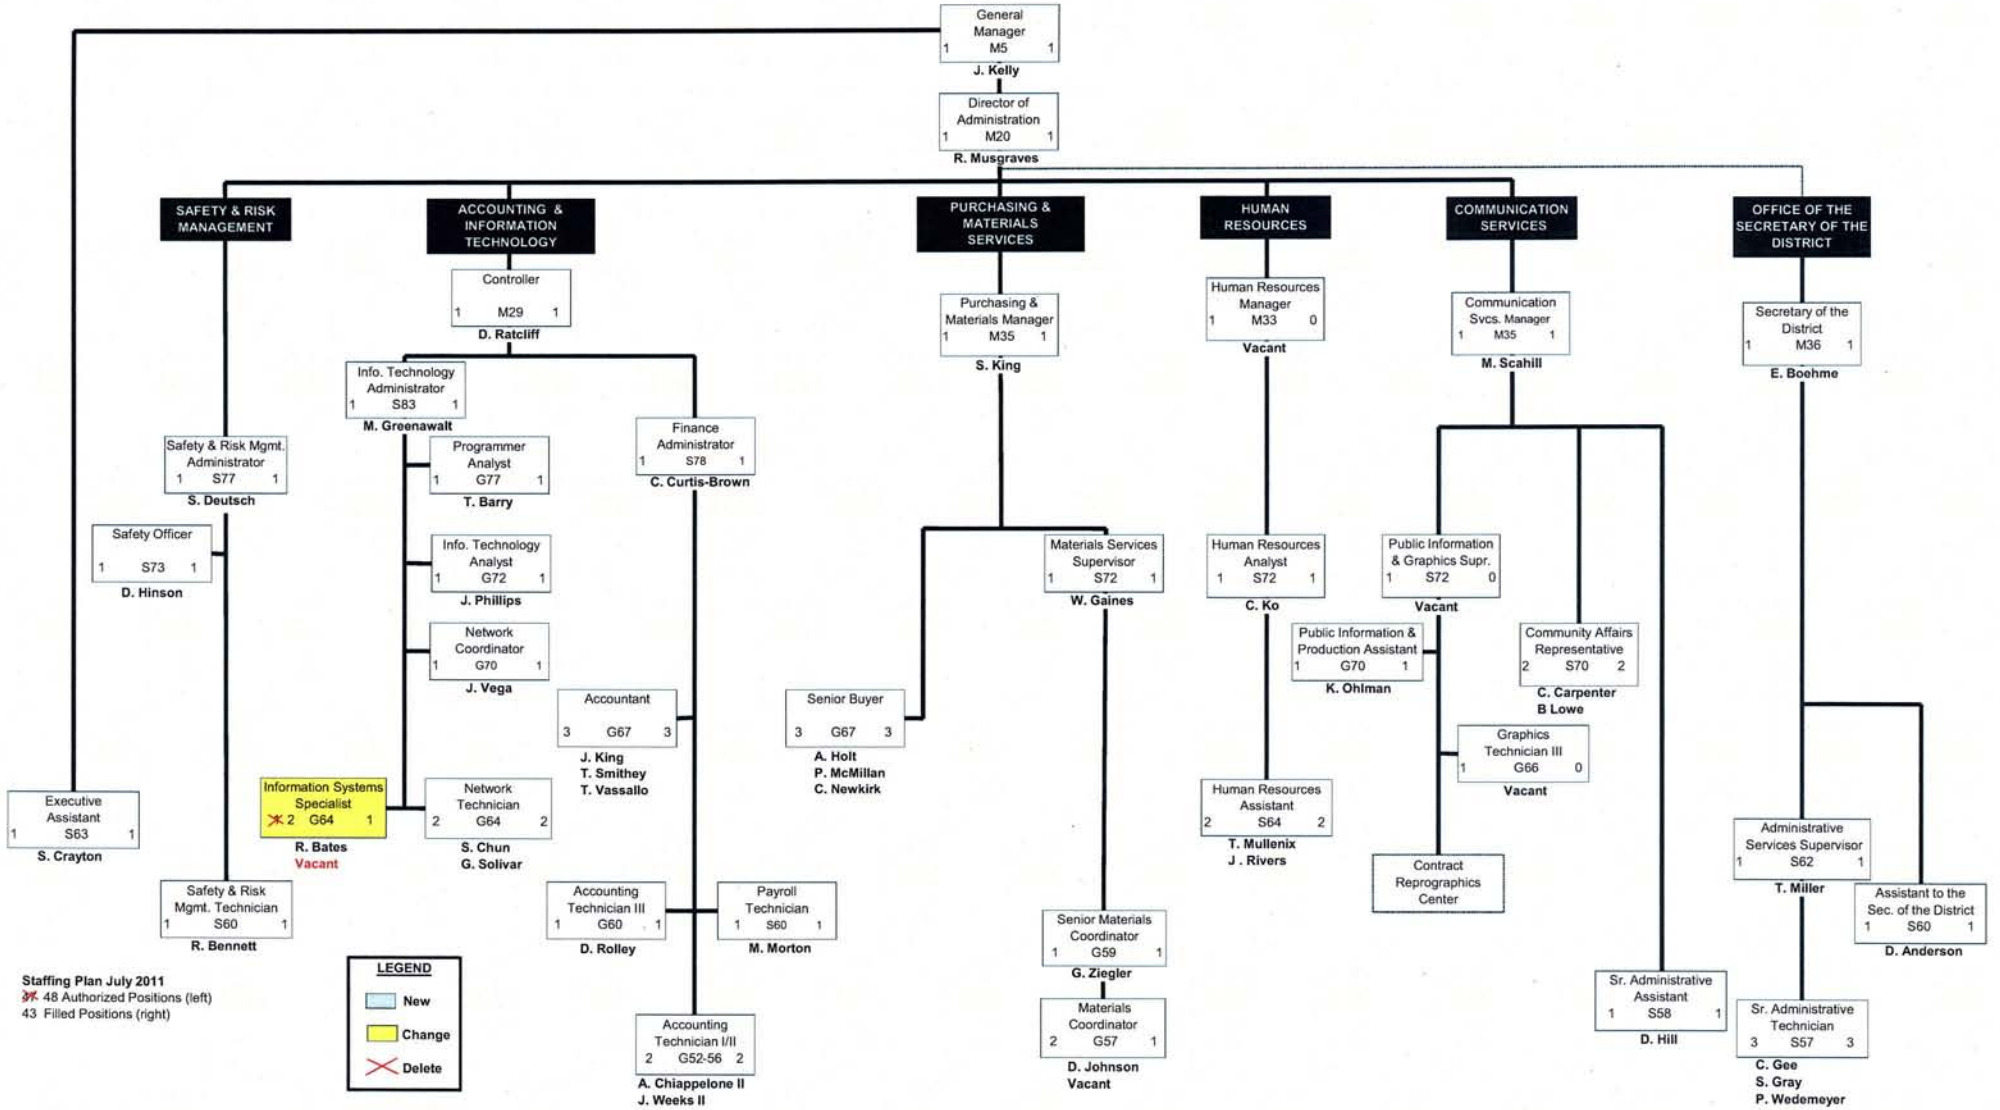 General
Manager
1 M5 1
J. Kelly
Director of
Administration
1 M20 1
R. Musgraves
SAFETY & RISK
MANAGEMENT
Safety & Risk Mgmt.
Administrator
1 S77 1
S. Deutsch
Safety Officer
1 S73 1
D. Hinson
Safety & Risk
Mgmt. Technician
1 S60 1
R. Bennett
Executive
Assistant
1 S63 1
S. Crayton
ACCOUNTING &
INFORMATION
TECHNOLOGY
Controller
1 M29 1
D. Ratcliff
Info. Technology
Administrator
1 S83 1
M. Greenawalt
Programmer
Analyst
1 G77 1
T. Barry
Info. Technology
Analyst
1 G72 1
J. Phillips
Network
Coordinator
1 G70 1
J. Vega
Information Systems
Specialist
2 G64 1
R. Bates
Vacant
Network
Technician
2 G64 2
S. Chun
G. Solivar
Finance
Administrator
1 S78 1
C. Curtis-Brown
Accountant
3 G67 3
J. King
T. Smithey
T. Vassallo
Accounting
Technician III
1 G60 1
D. Rolley
Payroll
Technician
1 S60 1
M. Morton
Accounting
Technician I/II
2 G52-56 2
A. Chiappelone II
J. Weeks II
PURCHASING &
MATERIALS
SERVICES
Purchasing &
Materials Manager
1 M35 1
S. King
Senior Buyer
3 G67 3
A. Holt
P. McMillan
C. Newkirk
Materials Services
Supervisor
1 S72 1
W. Gaines
Senior Materials
Coordinator
1 G59 1
G. Ziegler
Materials
Coordinator
2 G57 1
D. Johnson
Vacant
HUMAN
RESOURCES
Human Resources
Manager
1 M33 0
Vacant
Human Resources
Analyst
1 S72 1
C. Ko
Human Resources
Assistant
2 S64 2
T. Mullenix
J . Rivers
COMMUNICATION
SERVICES
Communication
Svcs. Manager
1 M35 1
M. Scahill
Public Information
& Graphics Supr.
1 S72 0
Vacant
Public Information &
Production Assistant
1 G70 1
K. Ohlman
Community Affairs
Representative
2 S70 2
C. Carpenter
B Lowe
Graphics
Technician III
1 G66 0
Vacant
Contract
Reprographics
Center
Sr. Administrative
Assistant
1 S58 1
D. Hill
OFFICE OF THE
SECRETARY OF THE
DISTRICT
Secretary of the
District
1 M36 1
E. Boehme
Administrative
Services Supervisor
1 S62 1
T. Miller
Assistant to the
Sec. of the District
1 S60 1
D. Anderson
Sr. Administrative
Technician
3 S57 3
C. Gee
S. Gray
P. Wedemeyer
Staffing Plan July 2011
48 Authorized Positions (left)
43 Filled Positions (right)
LEGEND
New
Change
Delete